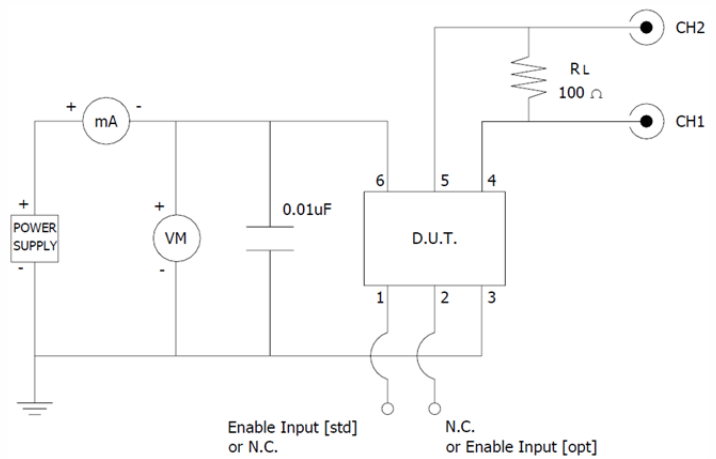 CH2
RL
100 Ω
CH1
+ -
mA
6 5 4
+
POWER
SUPPLY
-
+
VM
-
0.01uF
D.U.T.
1 2 3
Enable Input [std]
or N.C.
N.C.
or Enable Input [opt]